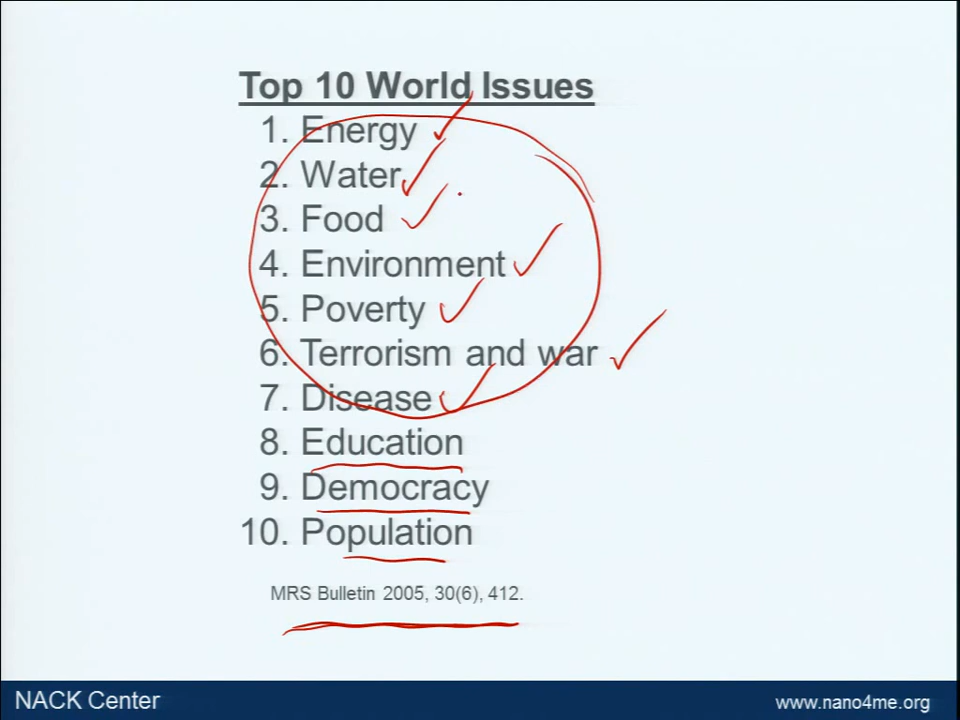 Top 10 World Issues
1. Energy
2. Water
3. Food
4. Environment
5. Poverty
6. Terrorism and war
7. Disease
8. Education
9. Democracy
10. Population
MRS Bulletin 2005, 30(6), 412.
NACK Center
www.nano4me.org